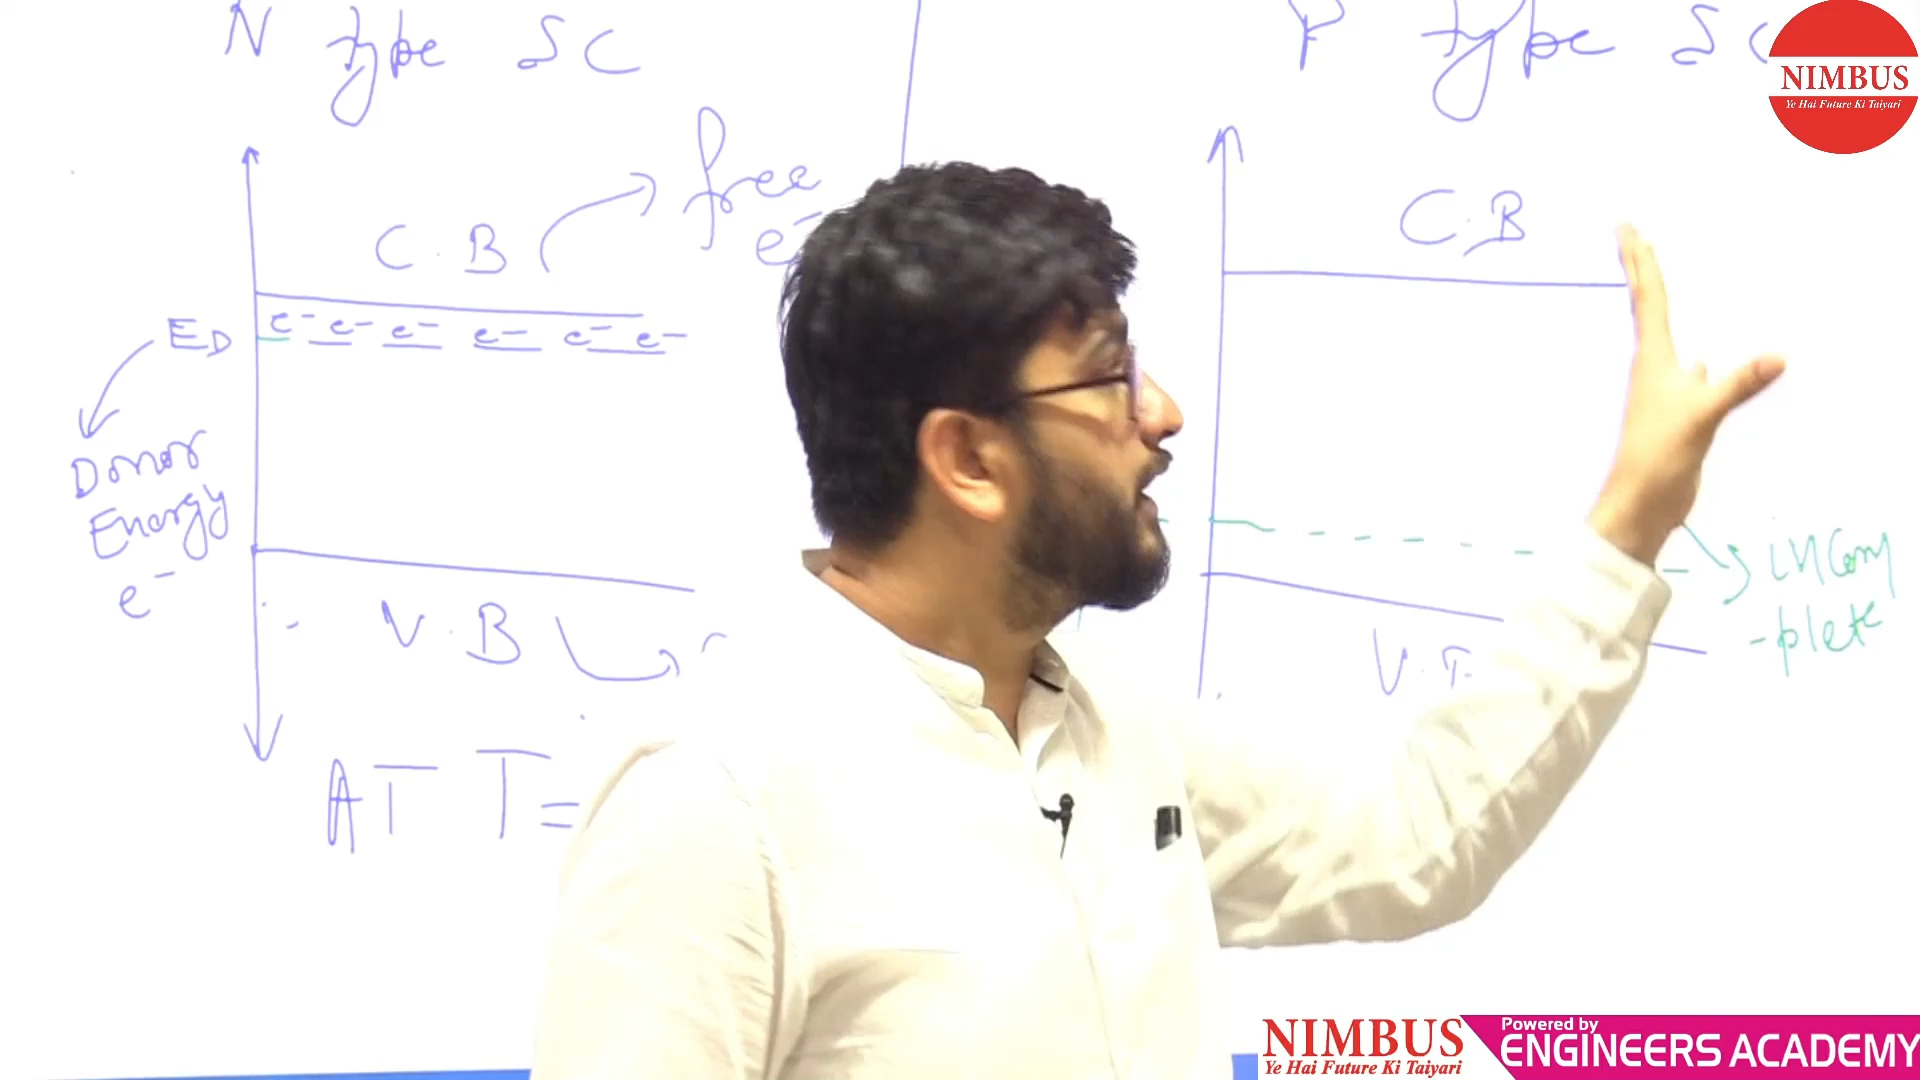 N type SC
C.B
free
e⁻
E_D
e⁻ e⁻ e⁻ e⁻ e⁻ e⁻
Donor
Energy
e⁻
V.B
AT T=
P type SC
C.B
V.
incom
-plete
NIMBUS
Ye Hai Future Ki Taiyari
NIMBUS
Ye Hai Future Ki Taiyari
Powered by
ENGINEERS ACADEMY